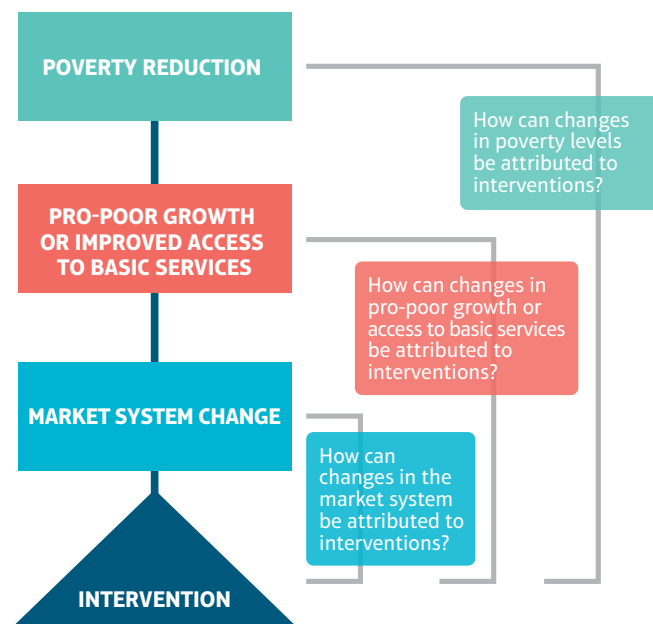 POVERTY REDUCTION
How can changes
in poverty levels
be attributed to
interventions?
PRO-POOR GROWTH
OR IMPROVED ACCESS
TO BASIC SERVICES
How can changes in
pro-poor growth or
access to basic services
be attributed to
interventions?
MARKET SYSTEM CHANGE
How can
changes in the
market system
be attributed to
interventions?
INTERVENTION